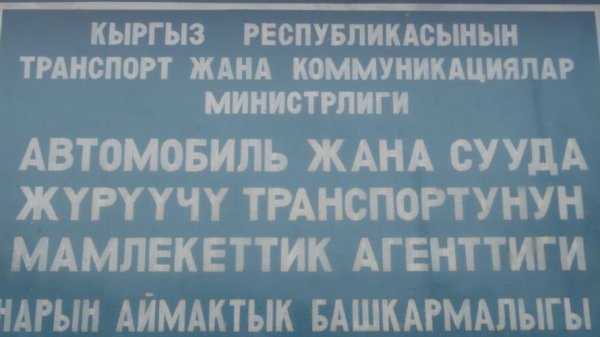 КЫРГЫЗ РЕСПУБЛИКАСЫНЫН
ТРАНСПОРТ ЖАНА КОММУНИКАЦИЯЛАР
МИНИСТРЛИГИ
АВТОМОБИЛЬ ЖАНА СУУДА
ЖҮРҮҮЧҮ ТРАНСПОРТУНУН
МАМЛЕКЕТТИК АГЕНТТИГИ
НАРЫН АЙМАКТЫК БАШКАРМАЛЫГЫ